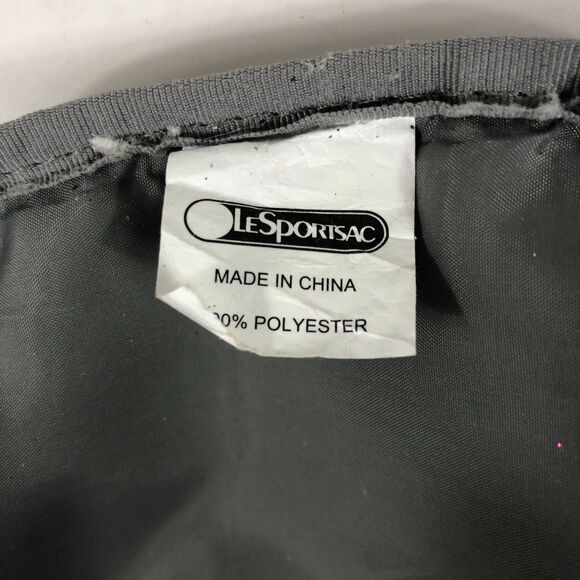 LeSportsac
MADE IN CHINA
00% POLYESTER